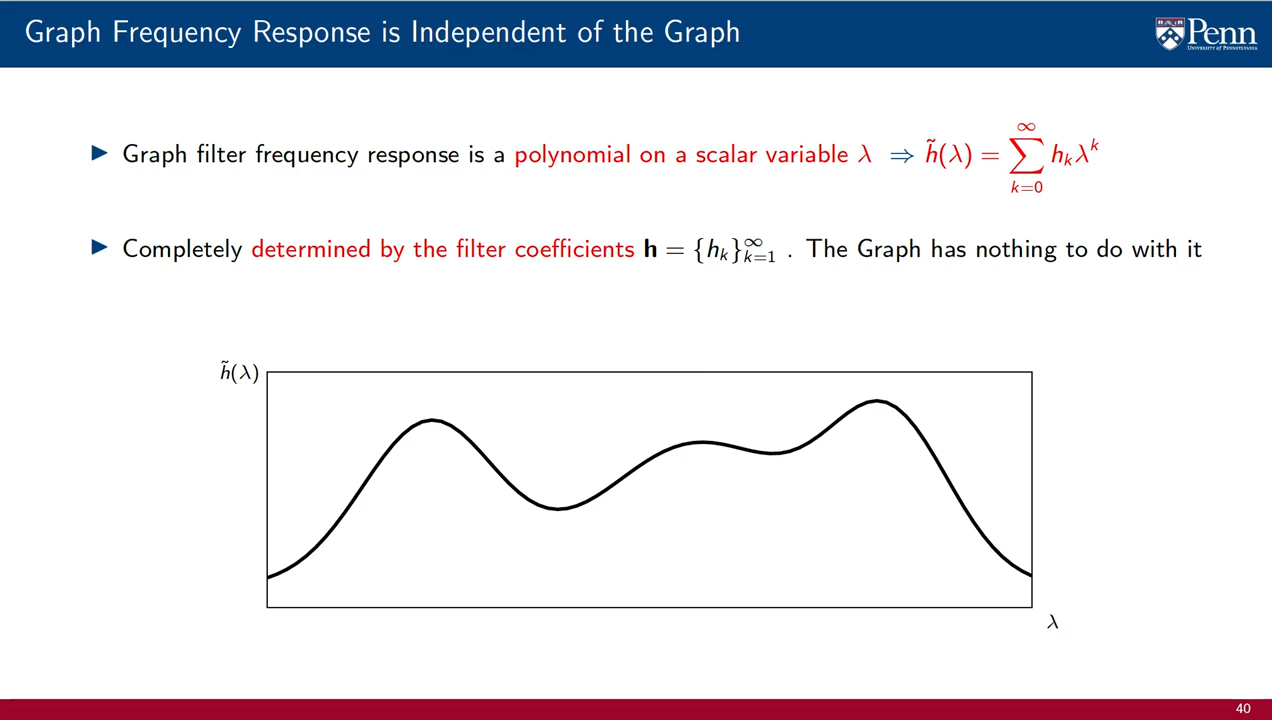 Graph Frequency Response is Independent of the Graph
Penn
UNIVERSITY OF PENNSYLVANIA
▶ Graph filter frequency response is a polynomial on a scalar variable λ ⇒ h̃(λ) = ∑_{k=0}^{∞} h_k λ^k
▶ Completely determined by the filter coefficients h = {h_k}_{k=1}^{∞} . The Graph has nothing to do with it
h̃(λ)
λ
40